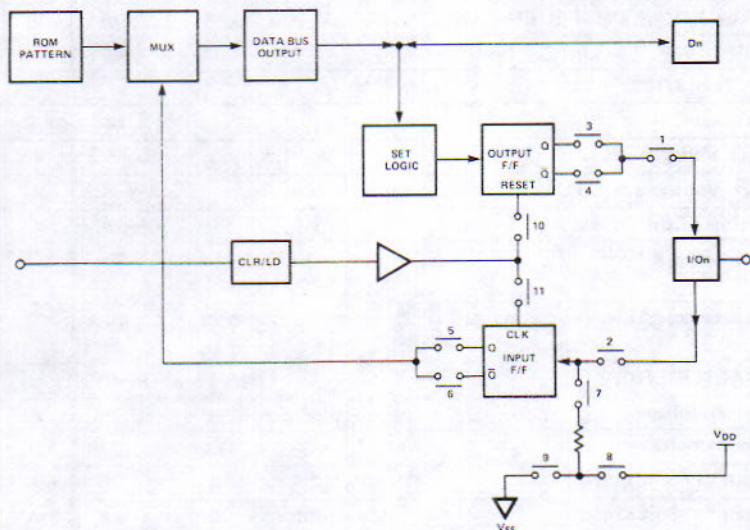 ROM
PATTERN
MUX
DATA BUS
OUTPUT
Dn
SET
LOGIC
OUTPUT
F/F
RESET
Q
Q̅
3
4
1
10
CLR/LD
I/On
11
CLK
INPUT
F/F
Q
Q̅
5
6
2
7
9
8
VDD
VSS